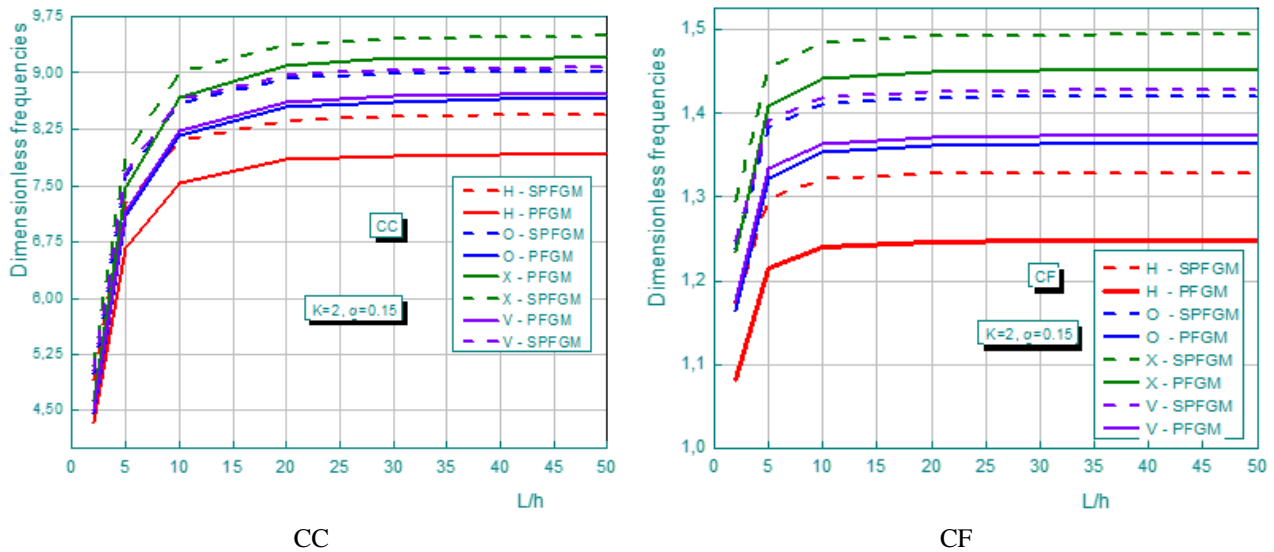 Dimensionless frequencies
9,75
9,00
8,25
7,50
6,75
6,00
5,25
4,50
0 5 10 15 20 25 30 35 40 45 50
L/h
H - SPFGM
H - PFGM
O - SPFGM
O - PFGM
X - PFGM
X - SPFGM
V - PFGM
V - SPFGM
CC
K=2, g=0.15
CC
Dimensionless frequencies
1,5
1,4
1,3
1,2
1,1
1,0
0 5 10 15 20 25 30 35 40 45 50
L/h
CF
K=2, g=0.15
H - SPFGM
H - PFGM
O - SPFGM
O - PFGM
X - SPFGM
X - PFGM
V - SPFGM
V - PFGM
CF